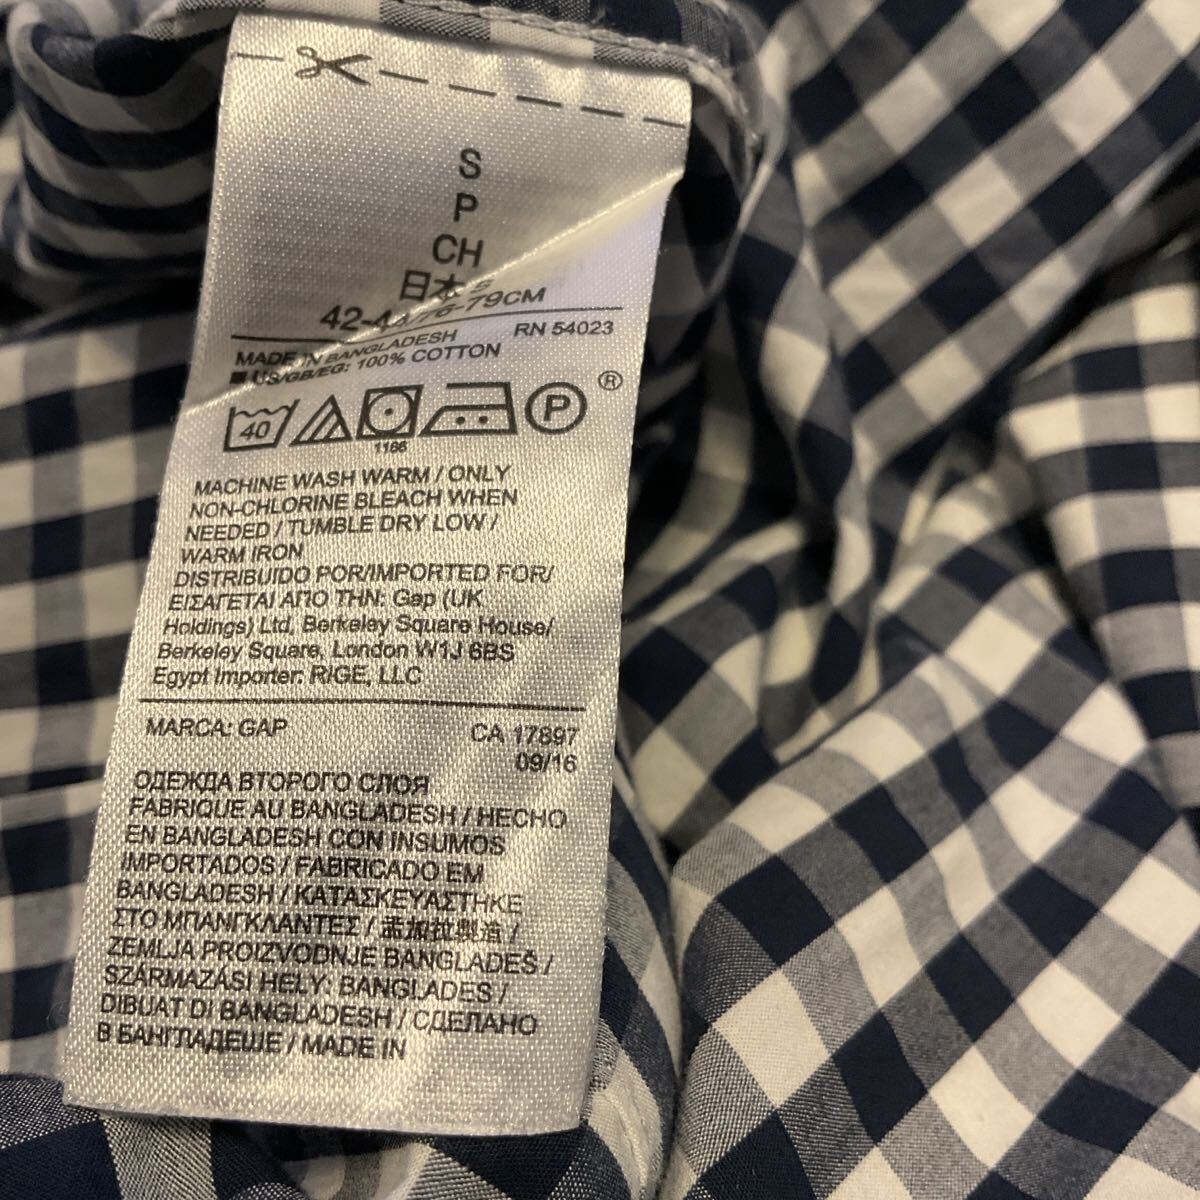 S
P
CH
日本 S
42-44/76-79CM
MADE IN BANGLADESH RN 54023
■ US/GB/EG: 100% COTTON
40 P ®
1166
MACHINE WASH WARM / ONLY
NON-CHLORINE BLEACH WHEN
NEEDED / TUMBLE DRY LOW /
WARM IRON
DISTRIBUIDO POR/IMPORTED FOR/
ΕΙΣΑΓΕΤΑΙ ΑΠΟ ΤΗΝ: Gap (UK
Holdings) Ltd, Berkeley Square House/
Berkeley Square, London W1J 6BS
Egypt Importer: RIGE, LLC
MARCA: GAP CA 17897
09/16
ОДЕЖДА ВТОРОГО СЛОЯ
FABRIQUE AU BANGLADESH / HECHO
EN BANGLADESH CON INSUMOS
IMPORTADOS / FABRICADO EM
BANGLADESH / ΚΑΤΑΣΚΕΥΑΣΤΗΚΕ
ΣΤΟ ΜΠΑΝΓΚΛΑΝΤΕΣ / 孟加拉製造 /
ZEMLJA PROIZVODNJE BANGLADEŠ /
SZÁRMAZÁSI HELY: BANGLADES /
DIBUAT DI BANGLADESH / СДЕЛАНО
В БАНГЛАДЕШЕ / MADE IN